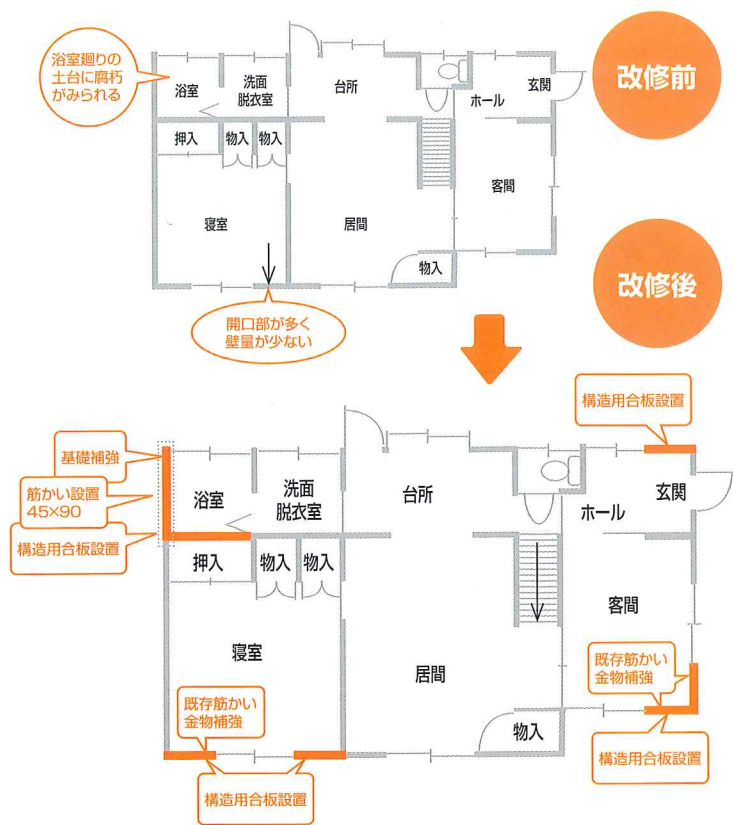 改修前
浴室廻りの
土台に腐朽
がみられる
浴室
洗面
脱衣室
台所
ホール
玄関
押入
物入
物入
寝室
居間
客間
物入
開口部が多く
壁量が少ない
改修後
構造用合板設置
基礎補強
筋かい設置
45×90
構造用合板設置
浴室
洗面
脱衣室
台所
ホール
玄関
押入
物入
物入
寝室
居間
客間
物入
既存筋かい
金物補強
既存筋かい
金物補強
構造用合板設置
構造用合板設置